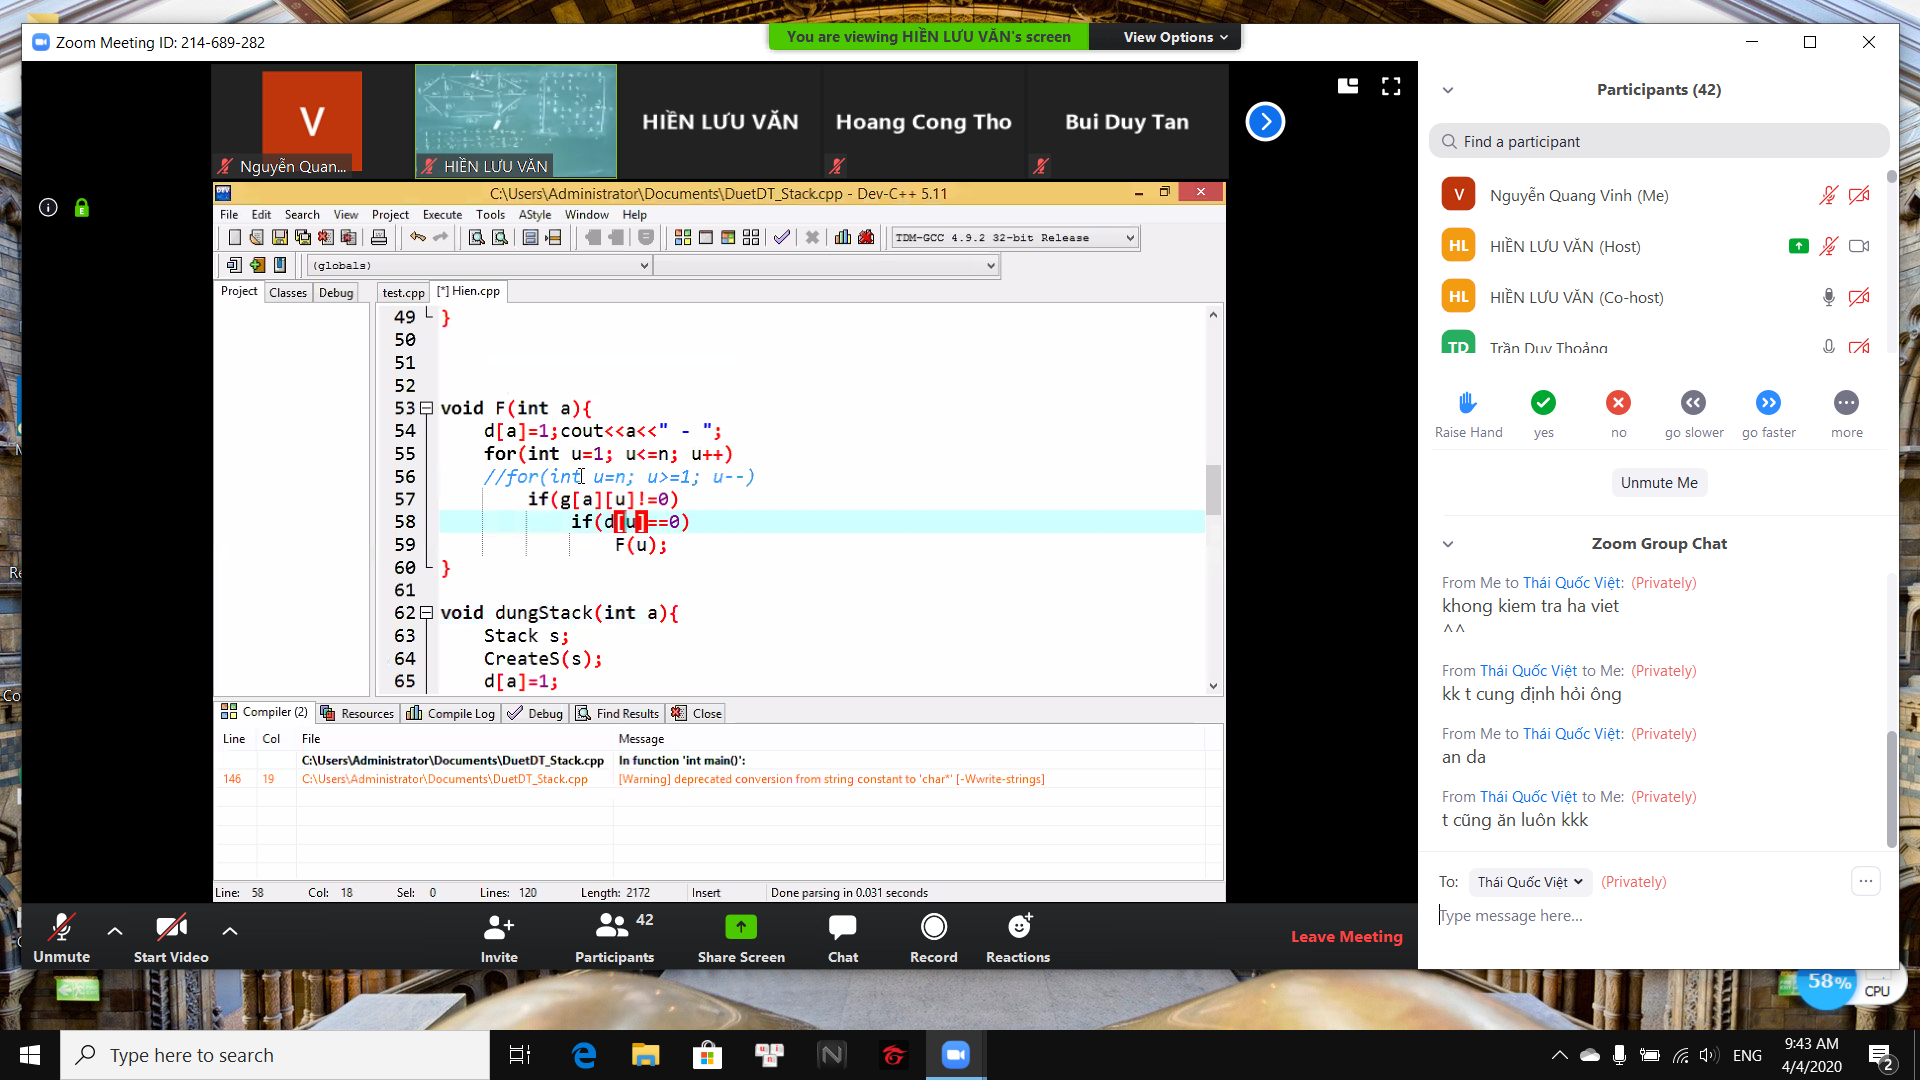 Zoom Meeting ID: 214-689-282
You are viewing HIỀN LƯU VĂN's screen
View Options
V
Nguyễn Quan...
HIỀN LƯU VĂN
HIỀN LƯU VĂN
Hoang Cong Tho
Bui Duy Tan
C:\Users\Administrator\Documents\DuetDT_Stack.cpp - Dev-C++ 5.11
File Edit Search View Project Execute Tools AStyle Window Help
TDM-GCC 4.9.2 32-bit Release
(globals)
Project Classes Debug
test.cpp [*] Hien.cpp
49 }
50
51
52
53 void F(int a){
54 d[a]=1;cout<<a<<" - ";
55 for(int u=1; u<=n; u++)
56 //for(int u=n; u>=1; u--)
57 if(g[a][u]!=0)
58 if(d[u]==0)
59 F(u);
60 }
61
62 void dungStack(int a){
63 Stack s;
64 CreateS(s);
65 d[a]=1;
Compiler (2) Resources Compile Log Debug Find Results Close
Line Col File Message
C:\Users\Administrator\Documents\DuetDT_Stack.cpp In function 'int main()':
146 19 C:\Users\Administrator\Documents\DuetDT_Stack.cpp [Warning] deprecated conversion from string constant to 'char*' [-Wwrite-strings]
Line: 58 Col: 18 Sel: 0 Lines: 120 Length: 2172 Insert Done parsing in 0.031 seconds
Unmute
Start Video
Invite
42
Participants
Share Screen
Chat
Record
Reactions
Leave Meeting
Participants (42)
Find a participant
V Nguyễn Quang Vinh (Me)
HL HIỀN LƯU VĂN (Host)
HL HIỀN LƯU VĂN (Co-host)
TD Trần Duy Thoảng
Raise Hand yes no go slower go faster more
Unmute Me
Zoom Group Chat
From Me to Thái Quốc Việt: (Privately)
khong kiem tra ha viet
^^
From Thái Quốc Việt to Me: (Privately)
kk t cung định hỏi ông
From Me to Thái Quốc Việt: (Privately)
an da
From Thái Quốc Việt to Me: (Privately)
t cũng ăn luôn kkk
To: Thái Quốc Việt (Privately)
Type message here...
58%
CPU
Type here to search
ENG
9:43 AM
4/4/2020
2